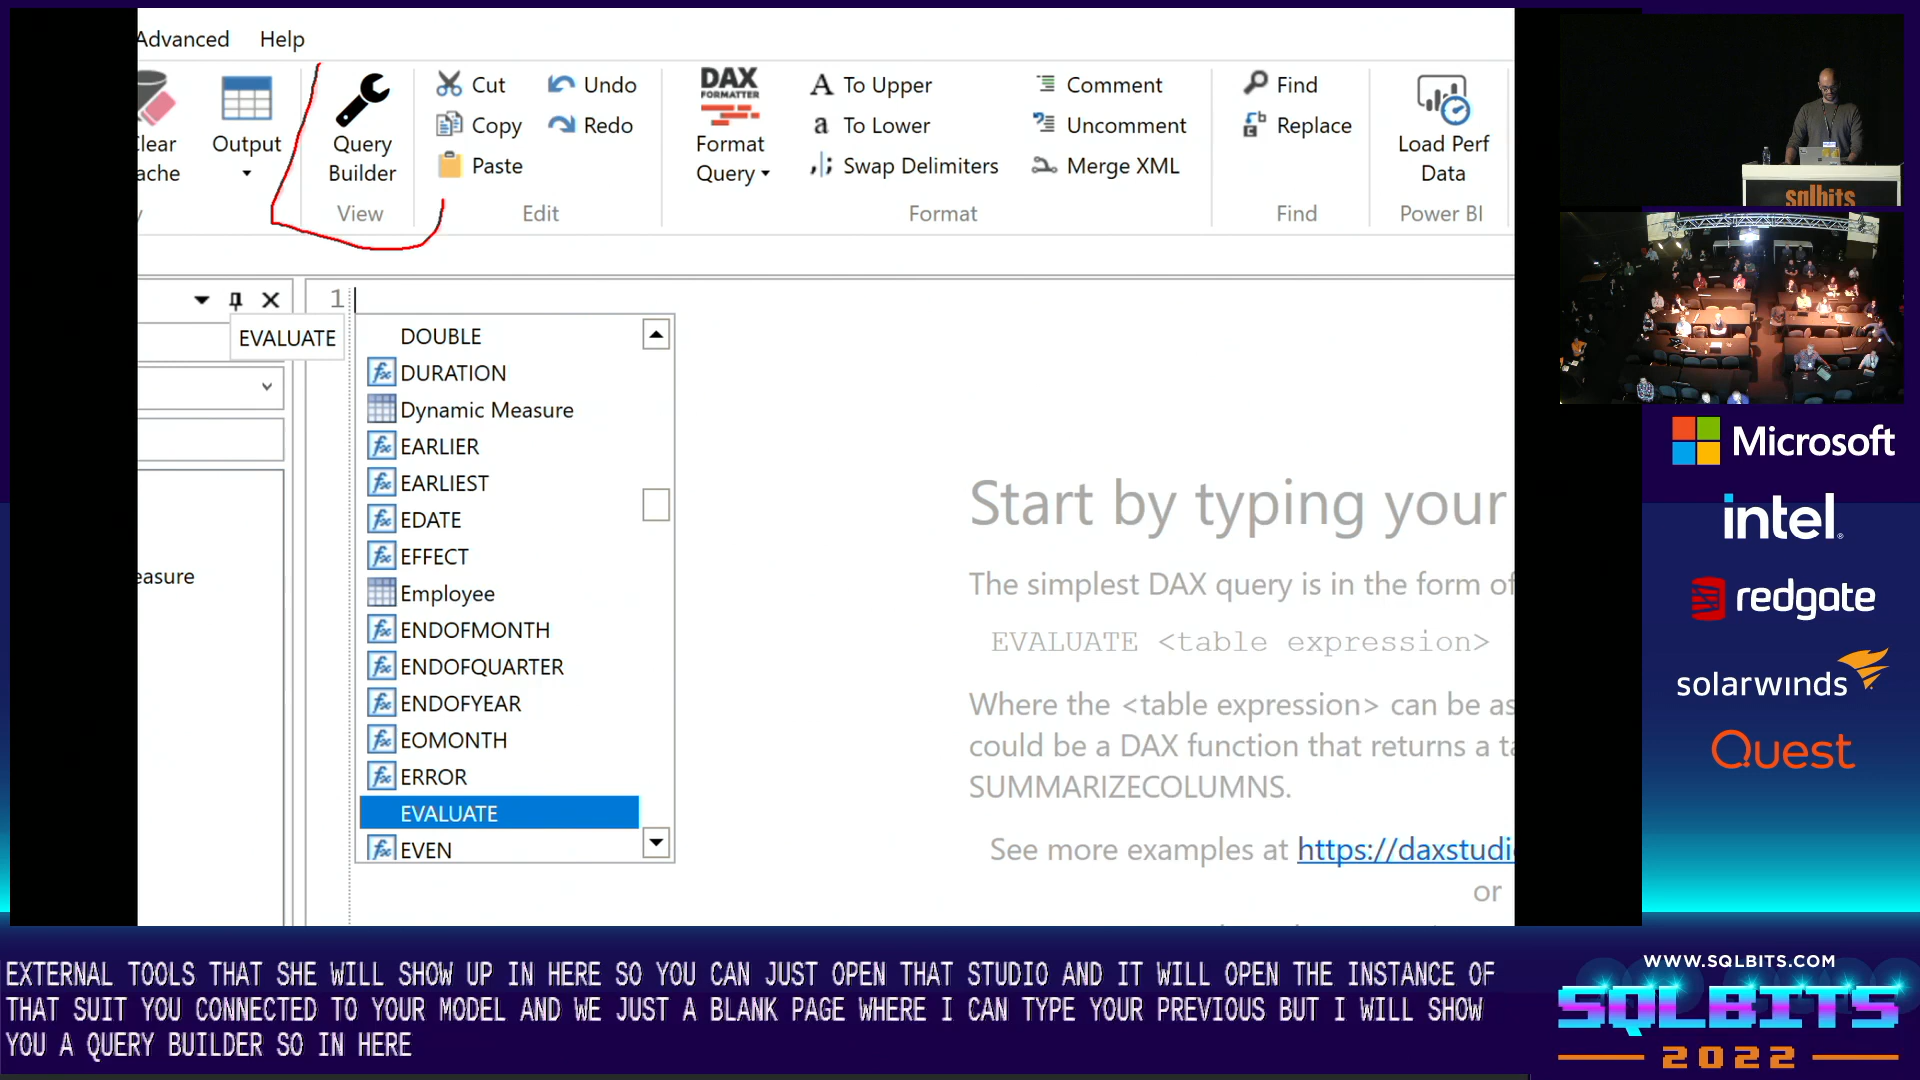 Advanced Help
Clear
Cache
Output
Query
Builder
View
Cut
Copy
Paste
Undo
Redo
Edit
DAX
FORMATTER
Format
Query
A To Upper
a To Lower
Swap Delimiters
Comment
Uncomment
Merge XML
Format
Find
Replace
Find
Load Perf
Data
Power BI
1
EVALUATE
DOUBLE
DURATION
Dynamic Measure
EARLIER
EARLIEST
EDATE
EFFECT
Employee
ENDOFMONTH
ENDOFQUARTER
ENDOFYEAR
EOMONTH
ERROR
EVALUATE
EVEN
easure
Start by typing your
The simplest DAX query is in the form of
EVALUATE <table expression>
Where the <table expression> can be as
could be a DAX function that returns a ta
SUMMARIZECOLUMNS.
See more examples at https://daxstudi
or
sqlbits
Microsoft
intel.
redgate
solarwinds
Quest
WWW.SQLBITS.COM
SQLBITS
2022
EXTERNAL TOOLS THAT SHE WILL SHOW UP IN HERE SO YOU CAN JUST OPEN THAT STUDIO AND IT WILL OPEN THE INSTANCE OF
THAT SUIT YOU CONNECTED TO YOUR MODEL AND WE JUST A BLANK PAGE WHERE I CAN TYPE YOUR PREVIOUS BUT I WILL SHOW
YOU A QUERY BUILDER SO IN HERE